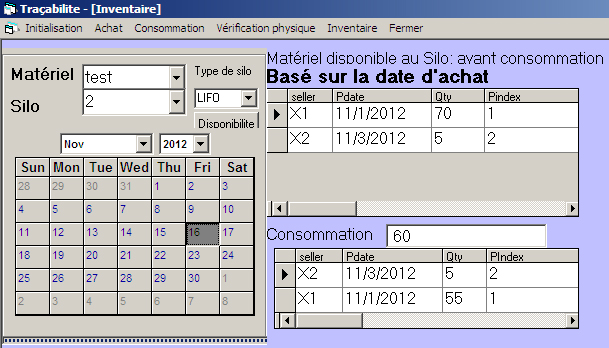 Traçabilite - [Inventaire]
Initialisation Achat Consommation Vérification physique Inventaire Fermer
Matériel test Type de silo
Silo 2 LIFO
Disponibilite
Nov 2012
Sun Mon Tue Wed Thu Fri Sat
28 29 30 31 1 2 3
4 5 6 7 8 9 10
11 12 13 14 15 16 17
18 19 20 21 22 23 24
25 26 27 28 29 30 1
2 3 4 5 6 7 8
Matériel disponible au Silo: avant consommation
Basé sur la date d'achat
seller Pdate Qty Pindex
X1 11/1/2012 70 1
X2 11/3/2012 5 2
Consommation 60
seller Pdate Qty PIndex
X2 11/3/2012 5 2
X1 11/1/2012 55 1